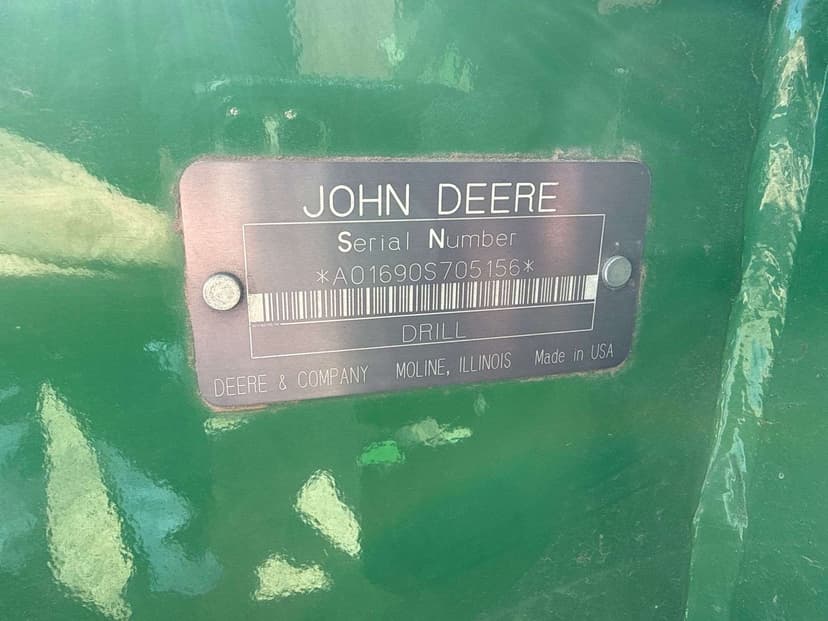 JOHN DEERE
Serial Number
*A01690S705156*
DRILL
DEERE & COMPANY MOLINE, ILLINOIS Made in USA